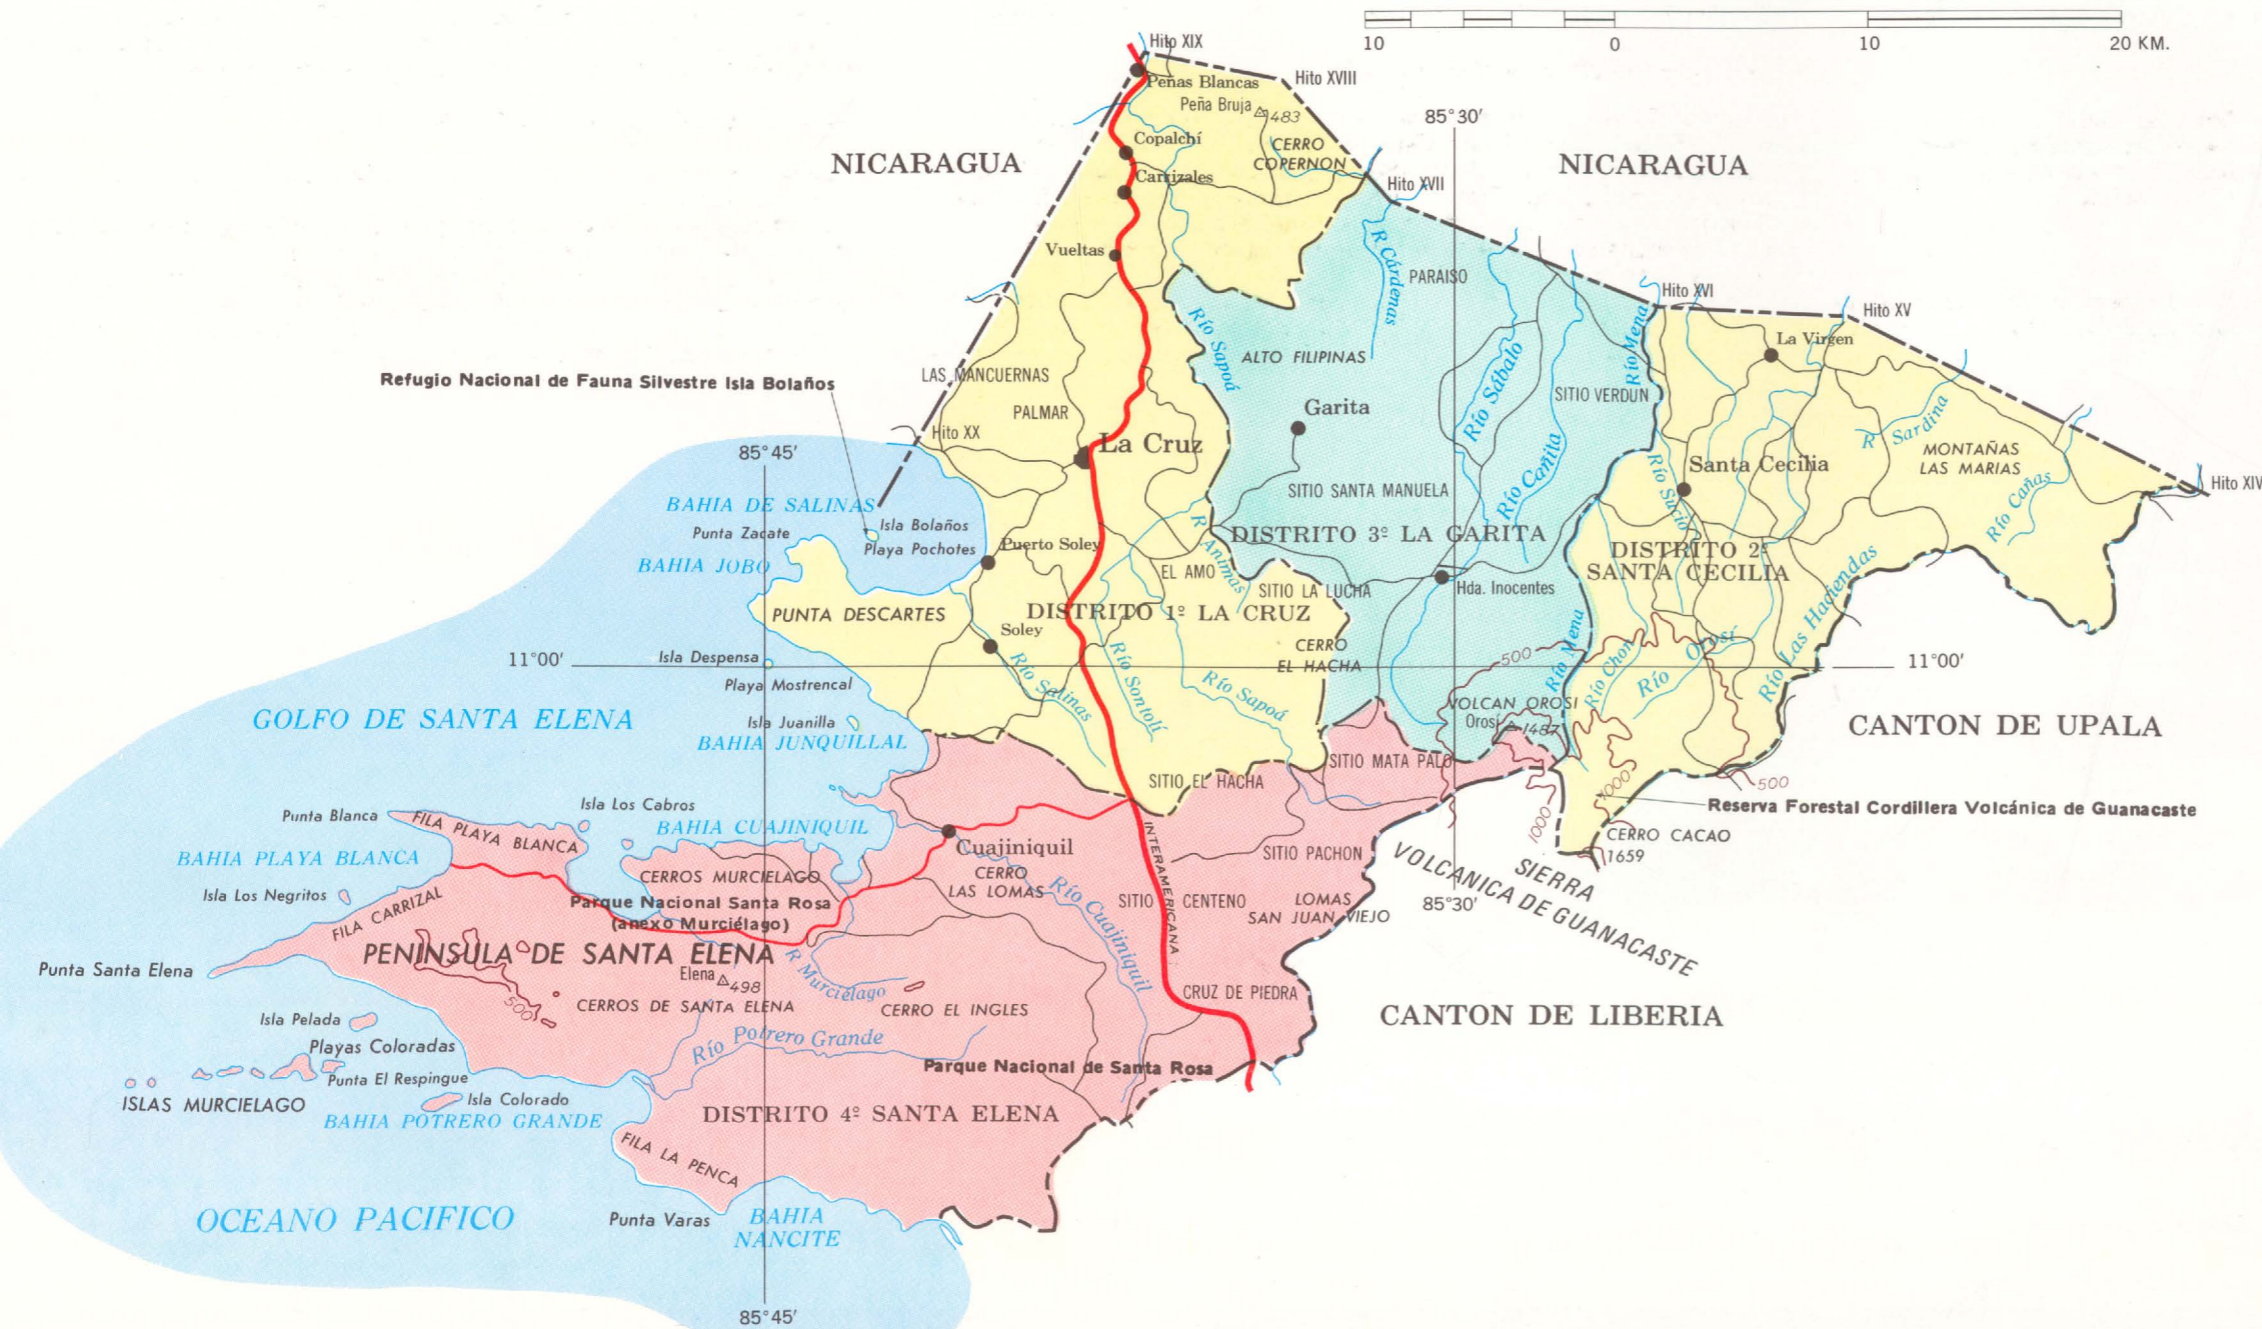 10 0 10 20 KM.
Hito XIX
Hito XVIII
Peñas Blancas
Peña Bruja
483
85°30'
Copalchí
CERRO
COPERNON
NICARAGUA
NICARAGUA
Carrizales
Hito XVII
Vueltas
R Cárdenas
PARAISO
Hito XVI
Hito XV
Río Sapoá
Río Mena
La Virgen
ALTO FILIPINAS
Río Sábalo
LAS MANCUERNAS
Refugio Nacional de Fauna Silvestre Isla Bolaños
SITIO VERDUN
PALMAR
Garita
R Sardina
Hito XX
La Cruz
85°45'
MONTAÑAS
LAS MARIAS
Santa Cecilia
Río Sucio
Río Cañita
Río Cañas
Hito XIV
SITIO SANTA MANUELA
BAHIA DE SALINAS
Isla Bolaños
Punta Zacate
Playa Pochotes
Puerto Soley
R Animas
DISTRITO 3º LA GARITA
DISTRITO 2º
SANTA CECILIA
BAHIA JOBO
EL AMO
SITIO LA LUCHA
Hda. Inocentes
PUNTA DESCARTES
DISTRITO 1º LA CRUZ
Soley
Río Las Haciendas
Río Mena
CERRO
EL HACHA
Isla Despensa
11°00'
500
Río Chon
Río Orosí
11°00'
Playa Mostrencal
Río Salinas
Río Sontolí
Río Sapoá
VOLCAN OROSI
Orosí
1487
GOLFO DE SANTA ELENA
Isla Juanilla
BAHIA JUNQUILLAL
CANTON DE UPALA
SITIO MATA PALO
SITIO EL HACHA
1000
500
Isla Los Cabros
Punta Blanca
FILA PLAYA BLANCA
BAHIA CUAJINIQUIL
Reserva Forestal Cordillera Volcánica de Guanacaste
1000
CERRO CACAO
1659
BAHIA PLAYA BLANCA
Cuajiniquil
INTERAMERICANA
SITIO PACHON
SIERRA
VOLCANICA DE GUANACASTE
Isla Los Negritos
CERROS MURCIELAGO
CERRO
LAS LOMAS
Río Cuajiniquil
85°30'
FILA CARRIZAL
Parque Nacional Santa Rosa
(anexo Murciélago)
SITIO CENTENO
LOMAS
SAN JUAN VIEJO
PENINSULA DE SANTA ELENA
Punta Santa Elena
Elena
498
R Murciélago
500
CERROS DE SANTA ELENA
CERRO EL INGLES
CRUZ DE PIEDRA
CANTON DE LIBERIA
Isla Pelada
Playas Coloradas
Río Potrero Grande
Parque Nacional de Santa Rosa
Punta El Respingue
ISLAS MURCIELAGO
Isla Colorado
BAHIA POTRERO GRANDE
DISTRITO 4º SANTA ELENA
FILA LA PENCA
OCEANO PACIFICO
Punta Varas
BAHIA
NANCITE
85°45'